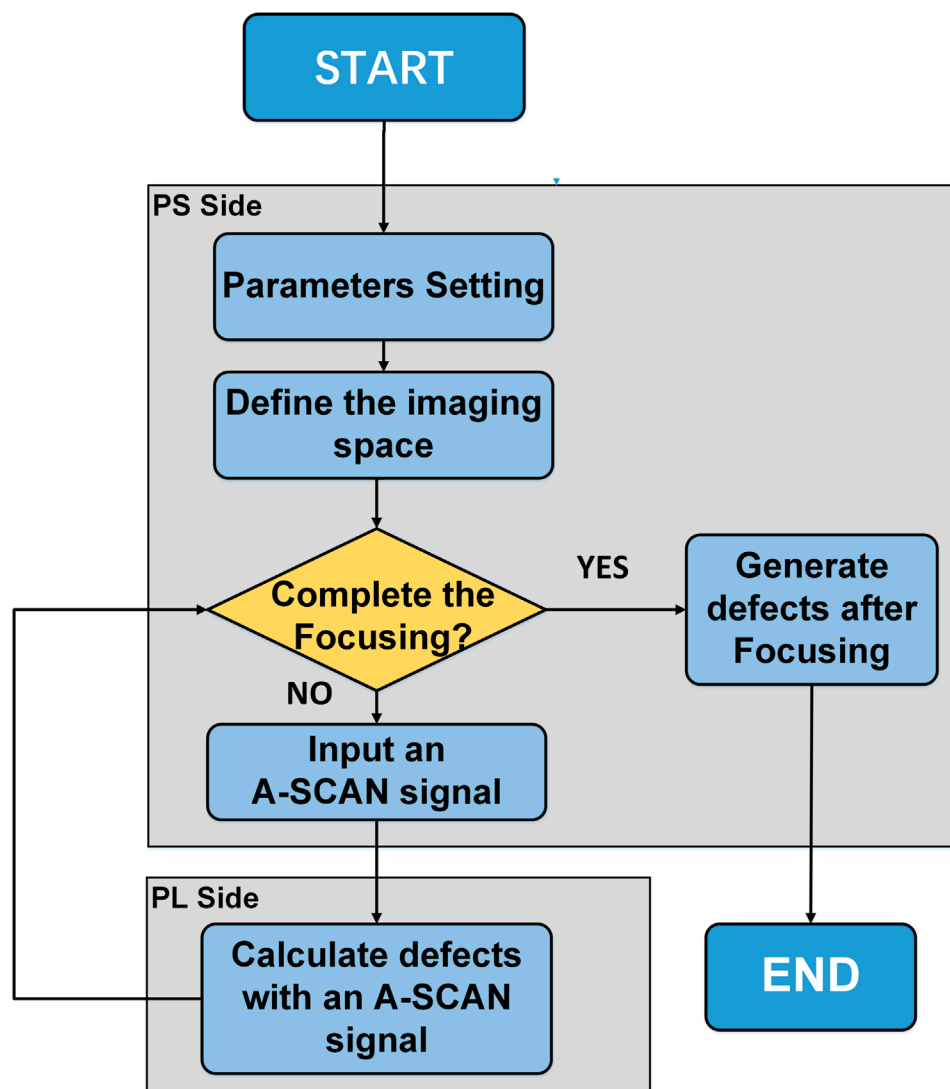 START
PS Side
Parameters Setting
Define the imaging
space
Complete the
Focusing?
YES
Generate
defects after
Focusing
NO
Input an
A-SCAN signal
PL Side
Calculate defects
with an A-SCAN
signal
END